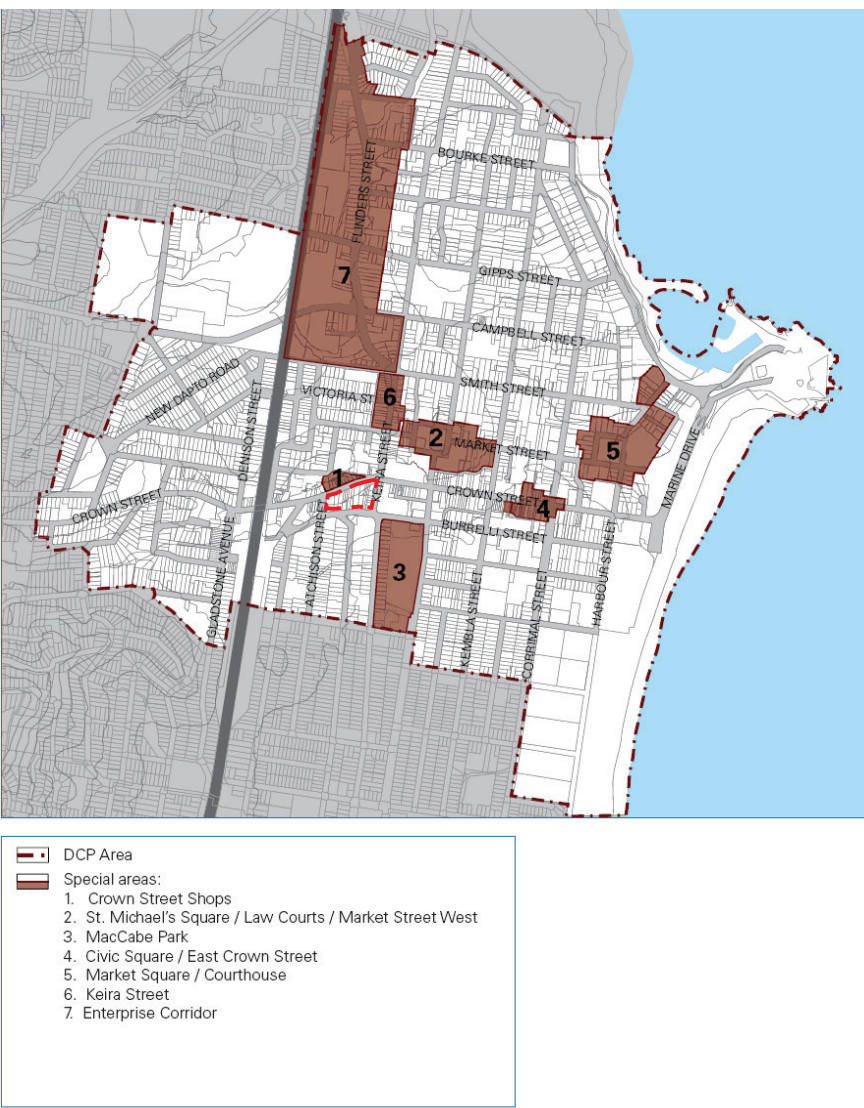 BOURKE STREET
FLINDERS STREET
7
GIPPS STREET
CAMPBELL STREET
SMITH STREET
VICTORIA ST
6
NEW DAPTO ROAD
DENISON STREET
KEIRA STREET
2
MARKET STREET
5
MARINE DRIVE
1
CROWN STREET
4
CROWN STREET
BURRELLI STREET
GLADSTONE AVENUE
ATCHISON STREET
3
KEMBLA STREET
CORRIMAL STREET
HARBOUR STREET
DCP Area
Special areas:
1. Crown Street Shops
2. St. Michael's Square / Law Courts / Market Street West
3. MacCabe Park
4. Civic Square / East Crown Street
5. Market Square / Courthouse
6. Keira Street
7. Enterprise Corridor